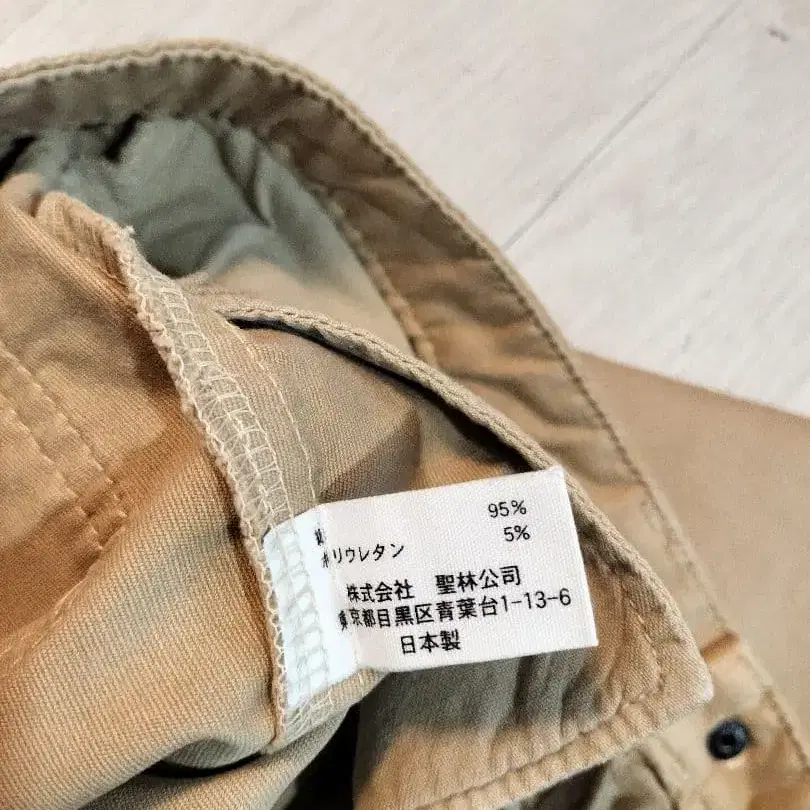 95%
ポリウレタン 5%
株式会社 聖林公司
東京都目黒区青葉台1-13-6
日本製